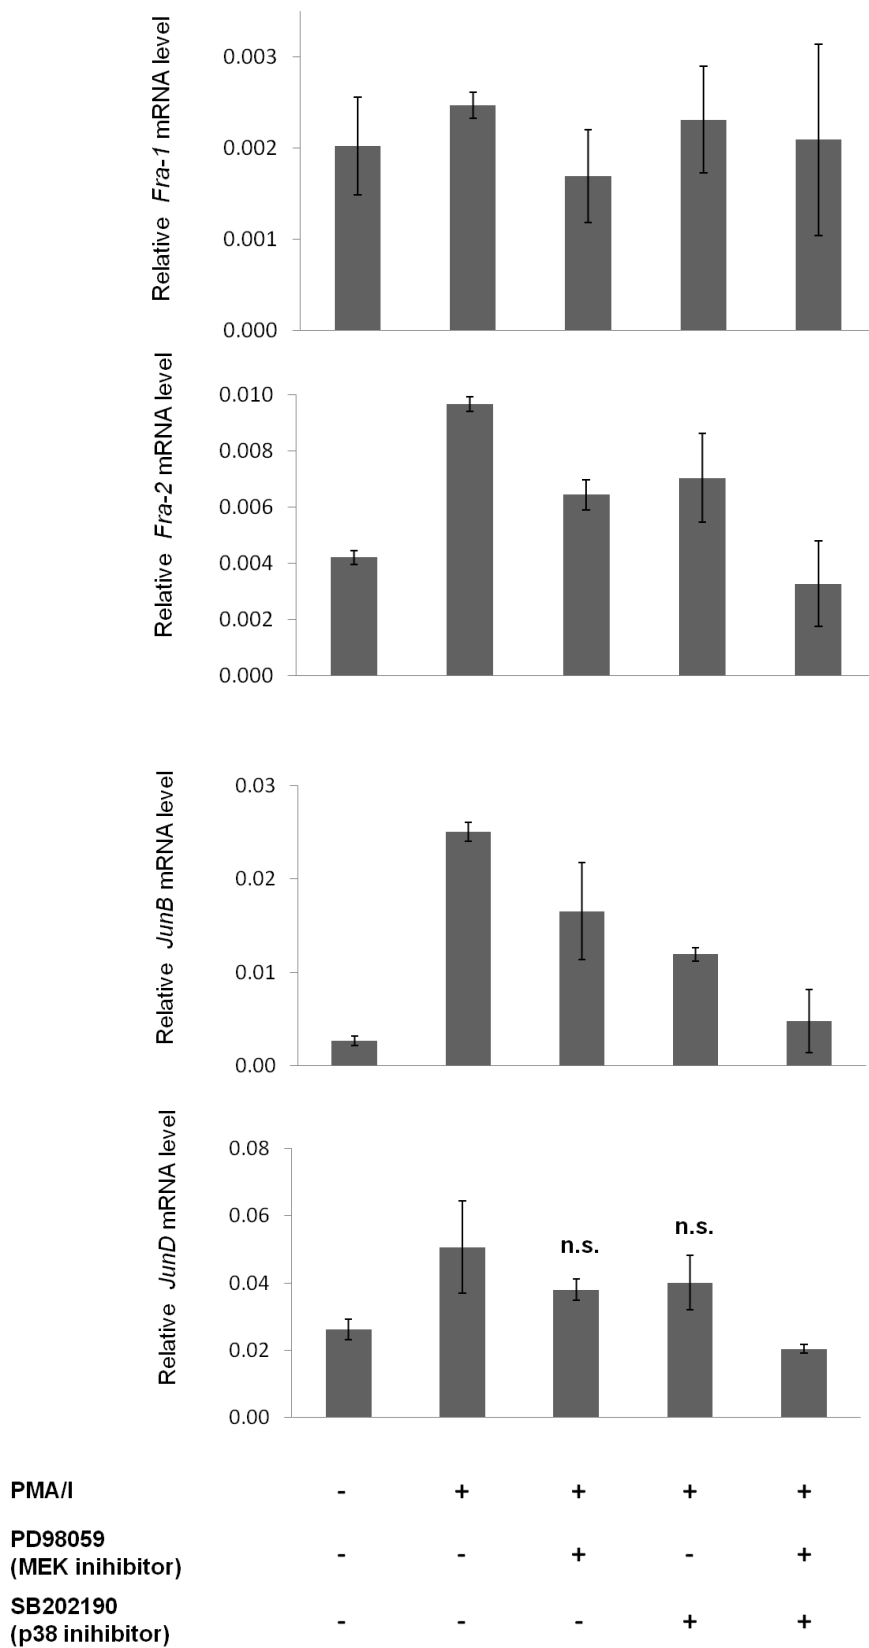 Relative Fra-1 mRNA level
0.003
0.002
0.001
0.000
Relative Fra-2 mRNA level
0.010
0.008
0.006
0.004
0.002
0.000
Relative JunB mRNA level
0.03
0.02
0.01
0.00
Relative JunD mRNA level
0.08
0.06
0.04
0.02
0.00
n.s.
n.s.
PMA/I - + + + +
PD98059
(MEK inihibitor) - - + - +
SB202190
(p38 inihibitor) - - - + +